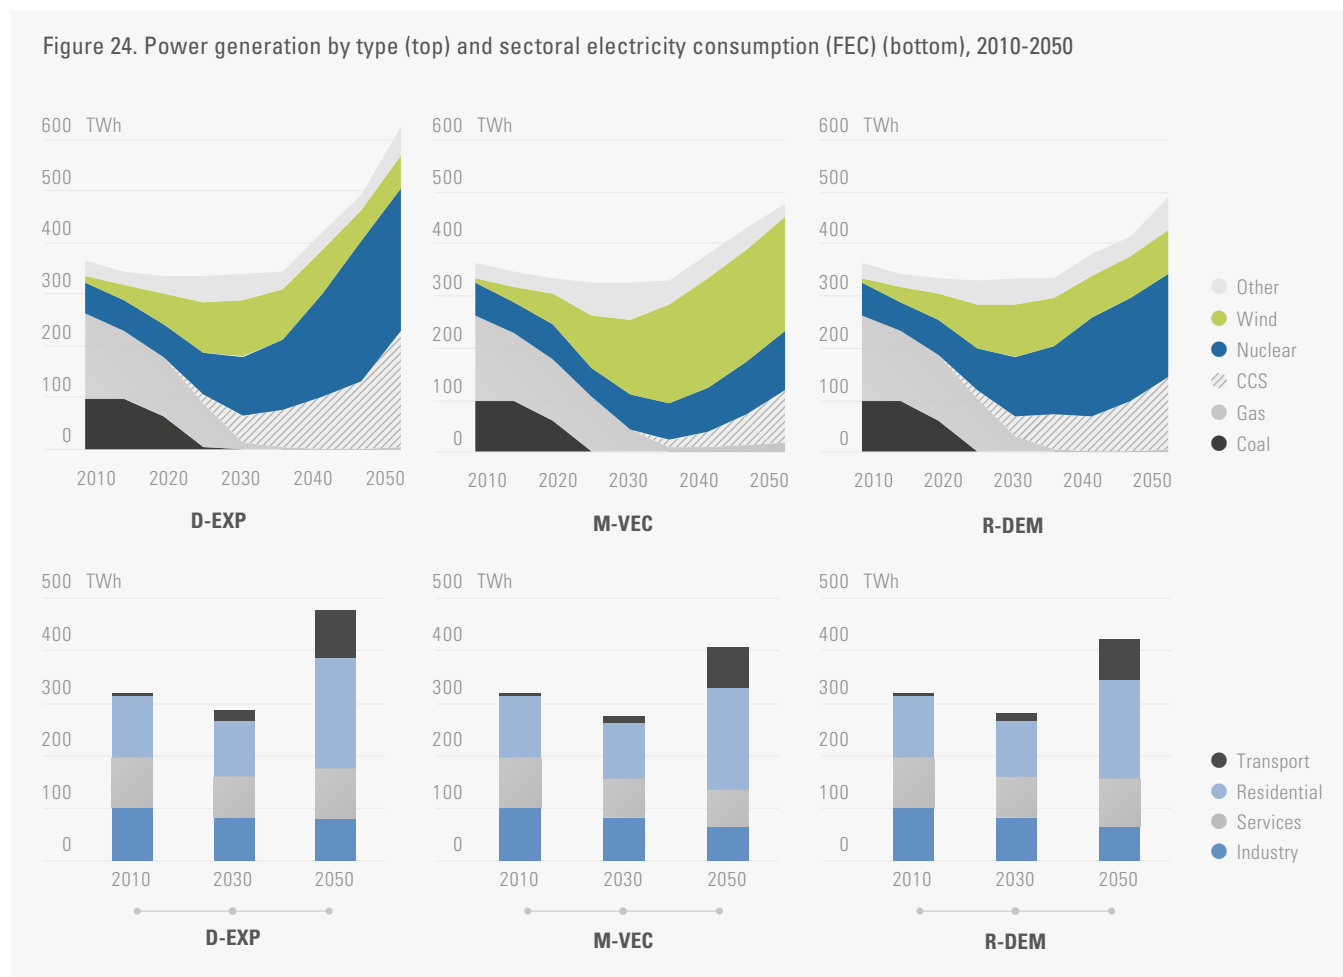 Figure 24. Power generation by type (top) and sectoral electricity consumption (FEC) (bottom), 2010-2050
600 TWh
500
400
300
200
100
0
2010 2020 2030 2040 2050
D-EXP
600 TWh
500
400
300
200
100
0
2010 2020 2030 2040 2050
M-VEC
600 TWh
500
400
300
200
100
0
2010 2020 2030 2040 2050
R-DEM
Other
Wind
Nuclear
CCS
Gas
Coal
500 TWh
400
300
200
100
0
2010 2030 2050
D-EXP
500 TWh
400
300
200
100
0
2010 2030 2050
M-VEC
500 TWh
400
300
200
100
0
2010 2030 2050
R-DEM
Transport
Residential
Services
Industry